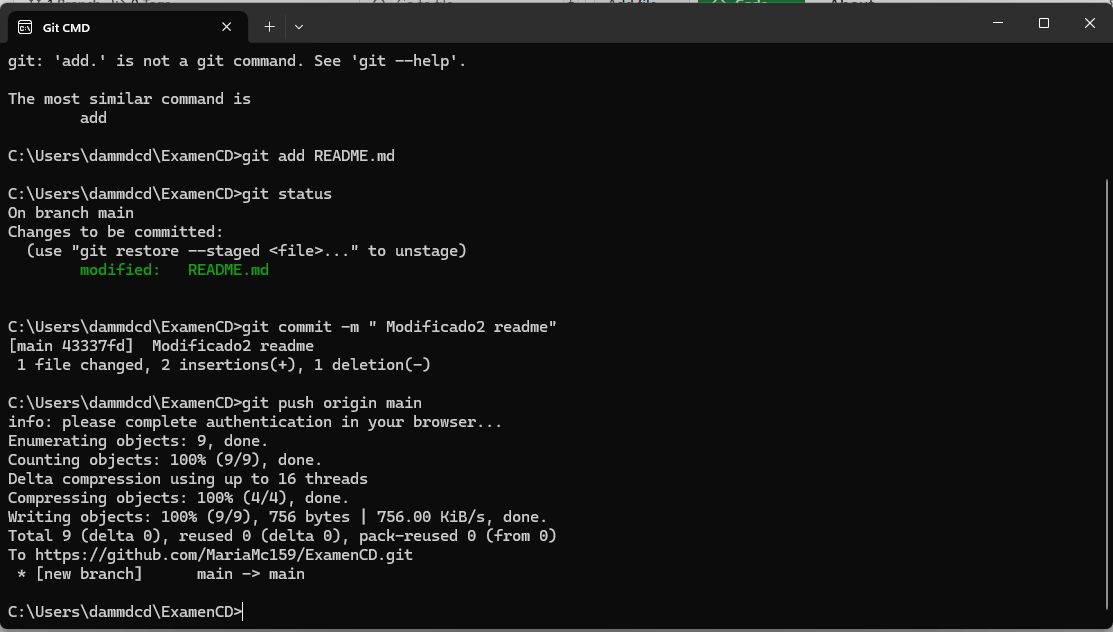 Git CMD
git: 'add.' is not a git command. See 'git --help'.
The most similar command is
add
C:\Users\dammdcd\ExamenCD>git add README.md
C:\Users\dammdcd\ExamenCD>git status
On branch main
Changes to be committed:
(use "git restore --staged <file>..." to unstage)
modified:   README.md
C:\Users\dammdcd\ExamenCD>git commit -m " Modificado2 readme"
[main 43337fd]  Modificado2 readme
1 file changed, 2 insertions(+), 1 deletion(-)
C:\Users\dammdcd\ExamenCD>git push origin main
info: please complete authentication in your browser...
Enumerating objects: 9, done.
Counting objects: 100% (9/9), done.
Delta compression using up to 16 threads
Compressing objects: 100% (4/4), done.
Writing objects: 100% (9/9), 756 bytes | 756.00 KiB/s, done.
Total 9 (delta 0), reused 0 (delta 0), pack-reused 0 (from 0)
To https://github.com/MariaMc159/ExamenCD.git
* [new branch]      main -> main
C:\Users\dammdcd\ExamenCD>